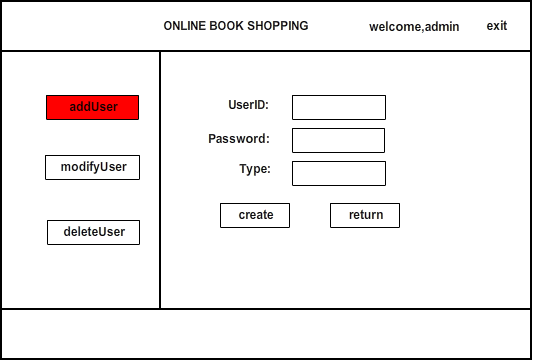 ONLINE BOOK SHOPPING welcome,admin exit
addUser
modifyUser
deleteUser
UserID:
Password:
Type:
create return